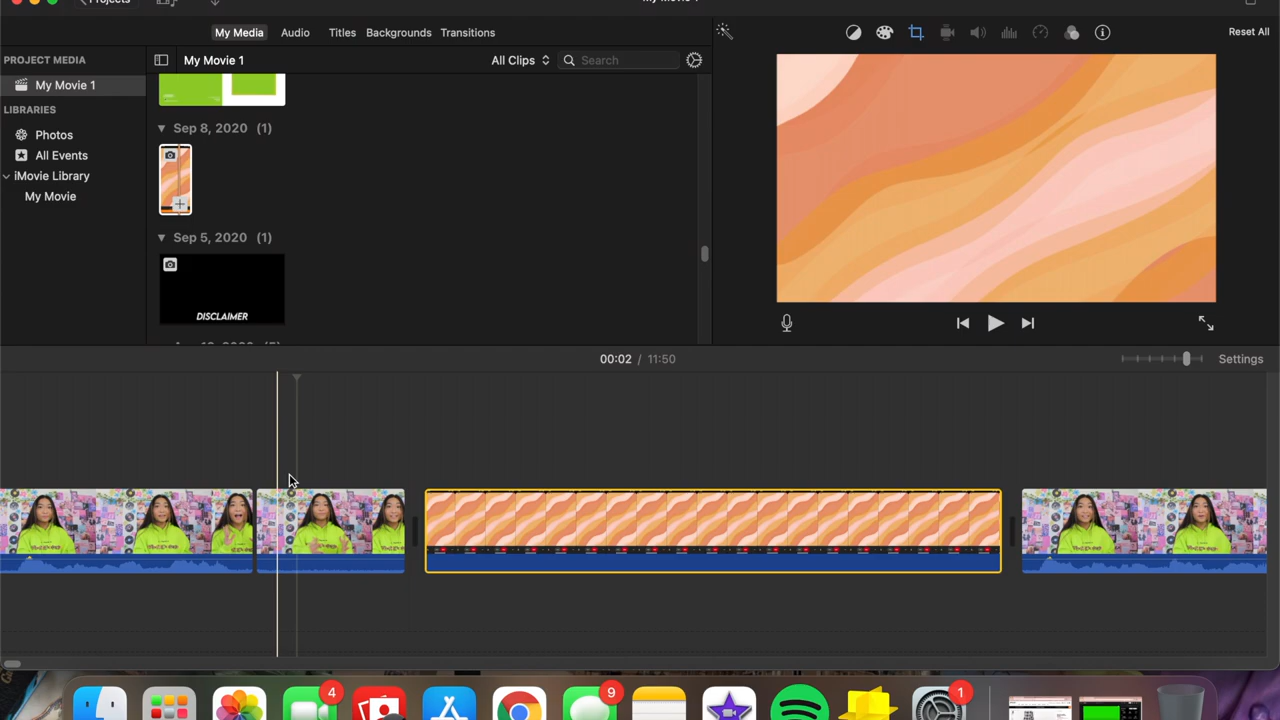 Projects
My Media
Audio
Titles
Backgrounds
Transitions
Reset All
PROJECT MEDIA
My Movie 1
LIBRARIES
Photos
All Events
iMovie Library
My Movie
My Movie 1
All Clips
Search
Sep 8, 2020 (1)
Sep 5, 2020 (1)
DISCLAIMER
00:02 / 11:50
Settings
4
9
1